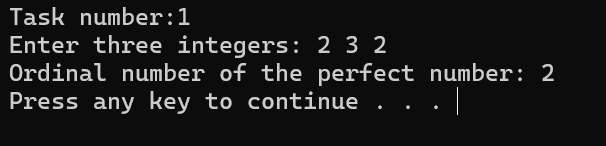 Task number:1
Enter three integers: 2 3 2
Ordinal number of the perfect number: 2
Press any key to continue . . .